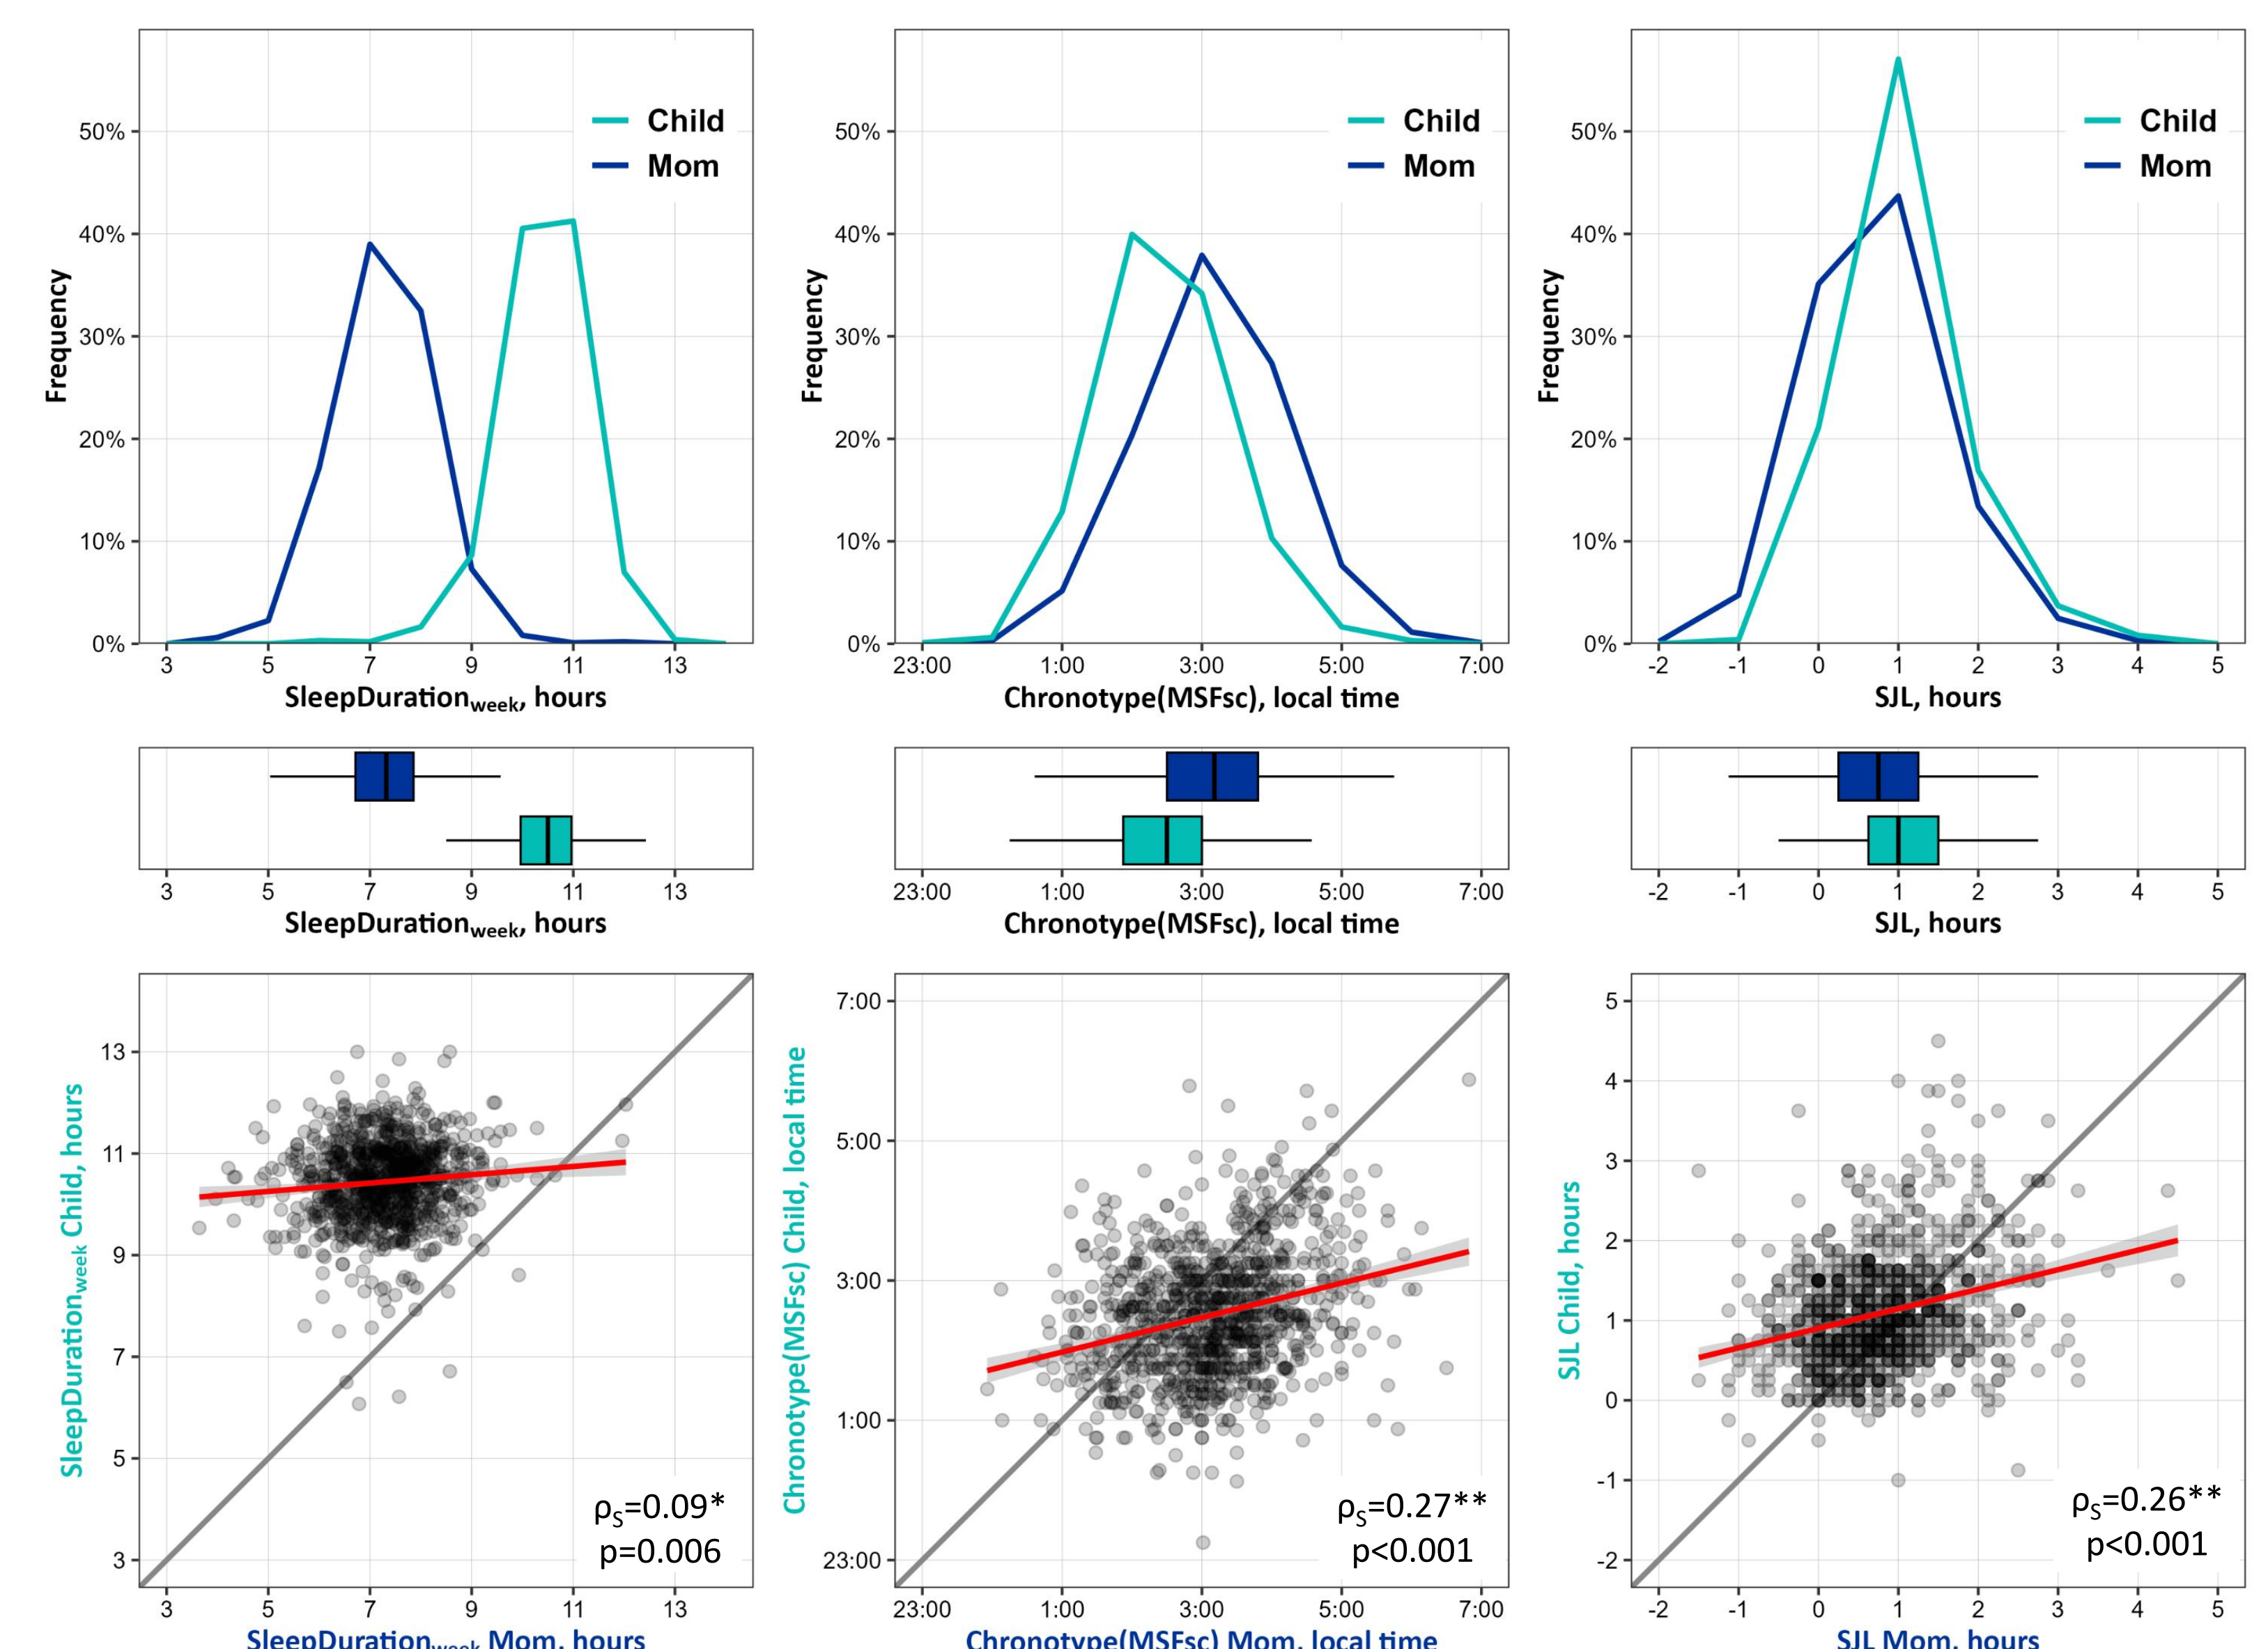 50%
40%
30%
20%
10%
0%
Frequency
Child
Mom
3 5 7 9 11 13
SleepDurationweek, hours
50%
40%
30%
20%
10%
0%
Frequency
Child
Mom
23:00 1:00 3:00 5:00 7:00
Chronotype(MSFsc), local time
50%
40%
30%
20%
10%
0%
Frequency
Child
Mom
-2 -1 0 1 2 3 4 5
SJL, hours
3 5 7 9 11 13
SleepDurationweek, hours
23:00 1:00 3:00 5:00 7:00
Chronotype(MSFsc), local time
-2 -1 0 1 2 3 4 5
SJL, hours
SleepDurationweek Child, hours
13
11
9
7
5
3
ρS=0.09*
p=0.006
3 5 7 9 11 13
SleepDurationweek Mom, hours
Chronotype(MSFsc) Child, local time
7:00
5:00
3:00
1:00
23:00
ρS=0.27**
p<0.001
23:00 1:00 3:00 5:00 7:00
Chronotype(MSFsc) Mom, local time
SJL Child, hours
5
4
3
2
1
0
-1
-2
ρS=0.26**
p<0.001
-2 -1 0 1 2 3 4 5
SJL Mom, hours